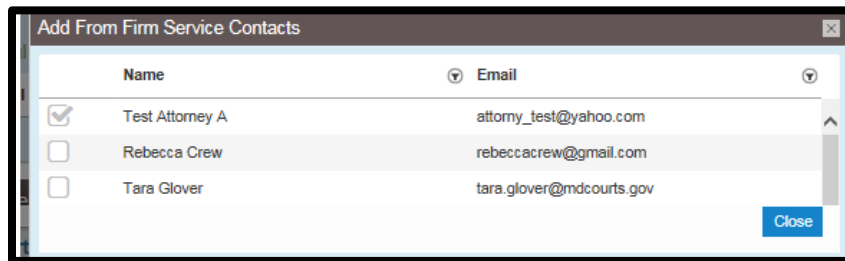 Add From Firm Service Contacts
Name Email
Test Attorney A attorny_test@yahoo.com
Rebecca Crew rebeccacrew@gmail.com
Tara Glover tara.glover@mdcourts.gov
Close